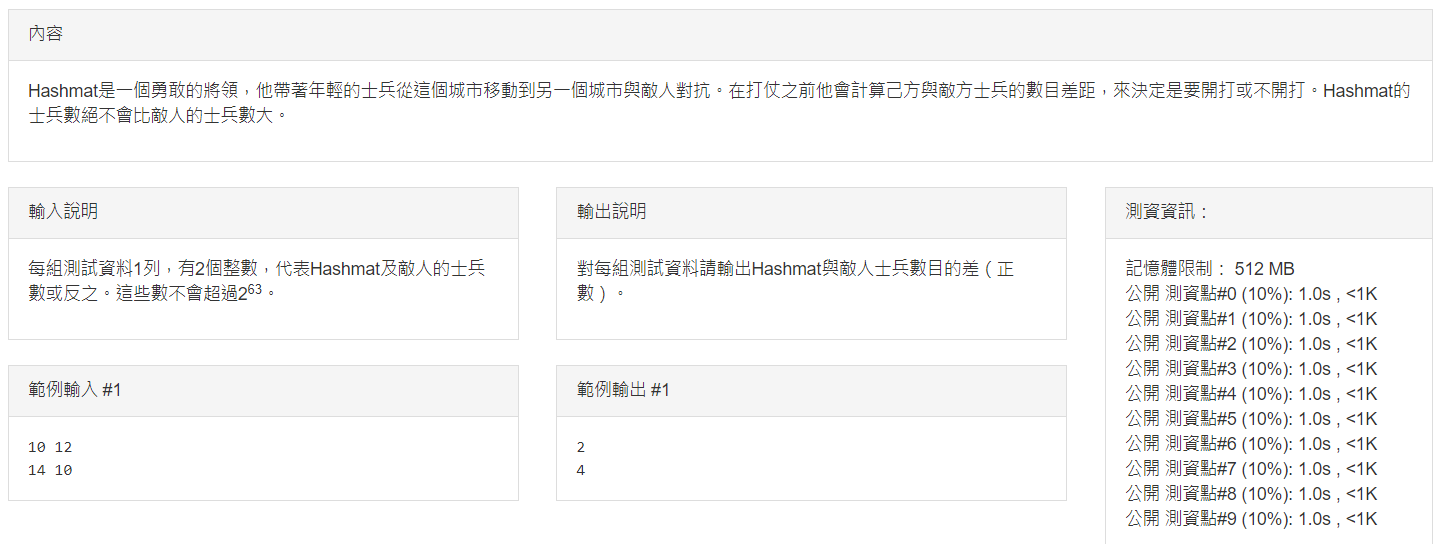 內容
Hashmat是一個勇敢的將領，他帶著年輕的士兵從這個城市移動到另一個城市與敵人對抗。在打仗之前他會計算己方與敵方士兵的數目差距，來決定是要開打或不開打。Hashmat的
士兵數絕不會比敵人的士兵數大。
輸入說明
每組測試資料1列，有2個整數，代表Hashmat及敵人的士兵
數或反之。這些數不會超過2⁶³。
輸出說明
對每組測試資料請輸出Hashmat與敵人士兵數目的差（正
數）。
測資資訊：
記憶體限制： 512 MB
公開 測資點#0 (10%): 1.0s , <1K
公開 測資點#1 (10%): 1.0s , <1K
公開 測資點#2 (10%): 1.0s , <1K
公開 測資點#3 (10%): 1.0s , <1K
公開 測資點#4 (10%): 1.0s , <1K
公開 測資點#5 (10%): 1.0s , <1K
公開 測資點#6 (10%): 1.0s , <1K
公開 測資點#7 (10%): 1.0s , <1K
公開 測資點#8 (10%): 1.0s , <1K
公開 測資點#9 (10%): 1.0s , <1K
範例輸入 #1
10 12
14 10
範例輸出 #1
2
4